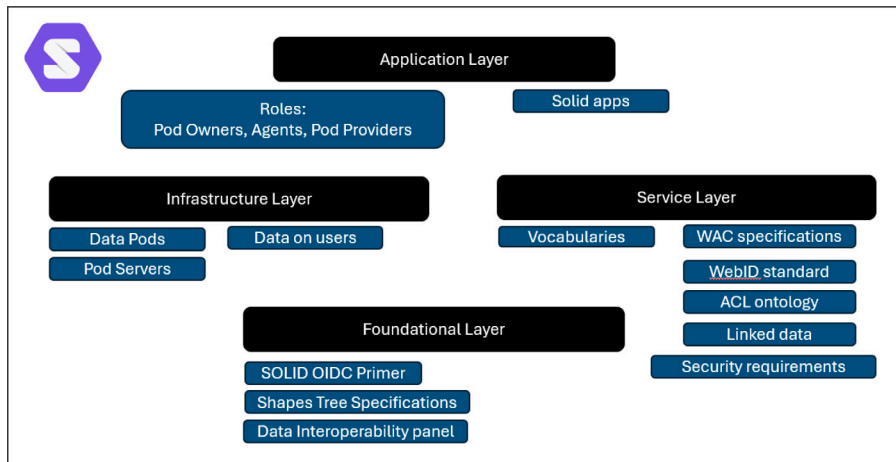 Application Layer
Roles:
Pod Owners, Agents, Pod Providers
Solid apps
Infrastructure Layer
Data Pods
Data on users
Pod Servers
Service Layer
Vocabularies
WAC specifications
WebID standard
ACL ontology
Linked data
Security requirements
Foundational Layer
SOLID OIDC Primer
Shapes Tree Specifications
Data Interoperability panel